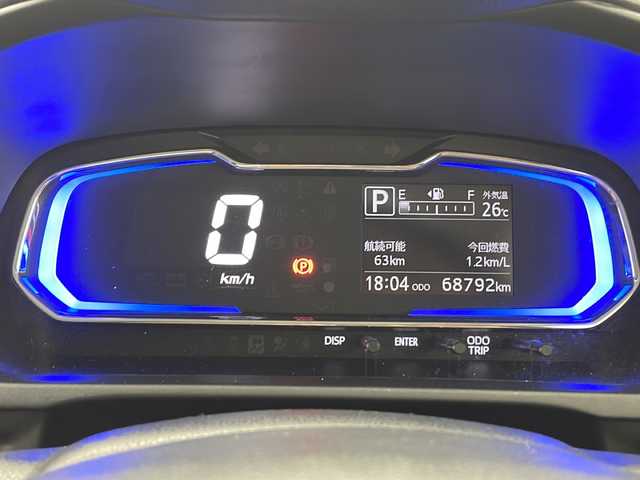 0
km/h
P
P E F 外気温
26℃
航続可能 今回燃費
63km 1.2km/L
18:04 ODO 68792km
DISP ENTER ODO TRIP